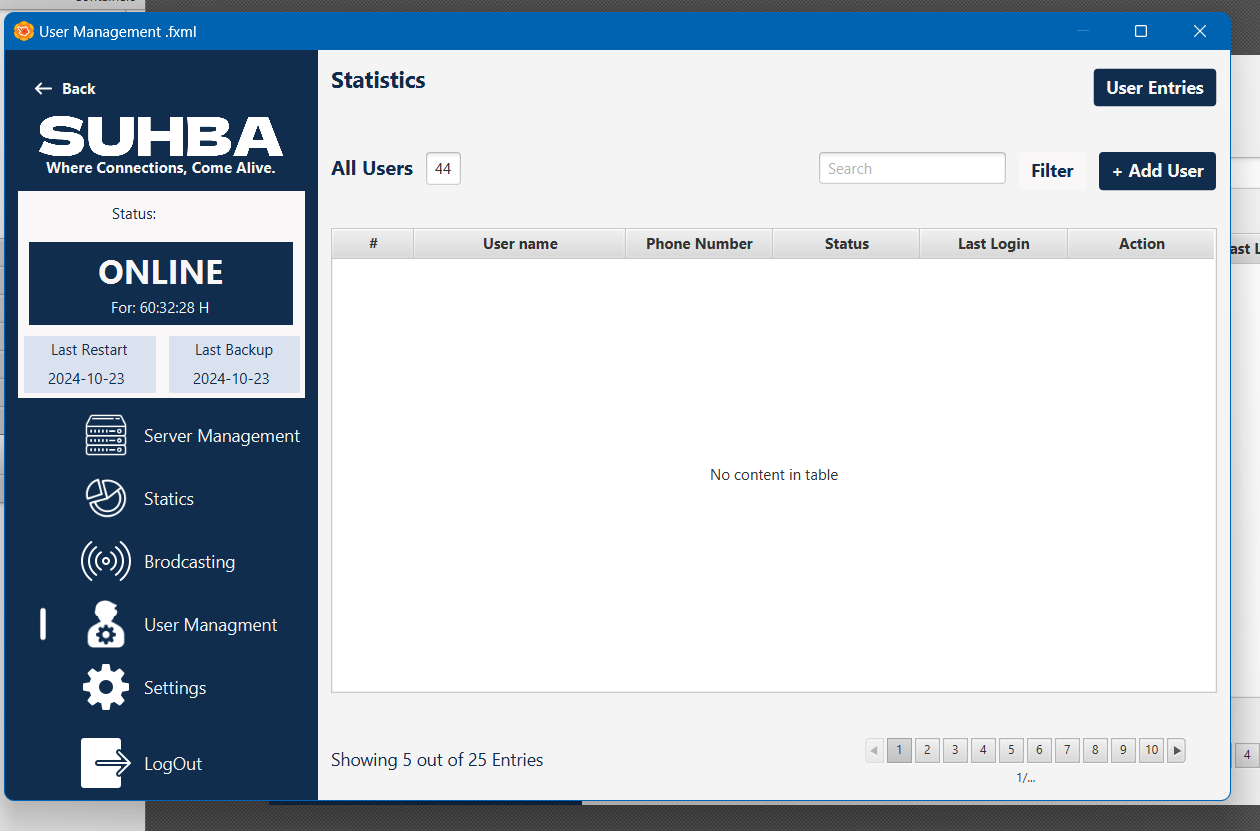 User Management .fxml
Back
SUHBA
Where Connections, Come Alive.
Status:
ONLINE
For: 60:32:28 H
Last Restart
2024-10-23
Last Backup
2024-10-23
Server Management
Statics
Brodcasting
User Managment
Settings
LogOut
Statistics
User Entries
All Users 44
Search
Filter
+ Add User
# User name Phone Number Status Last Login Action
No content in table
Showing 5 out of 25 Entries
1 2 3 4 5 6 7 8 9 10
1/...
4